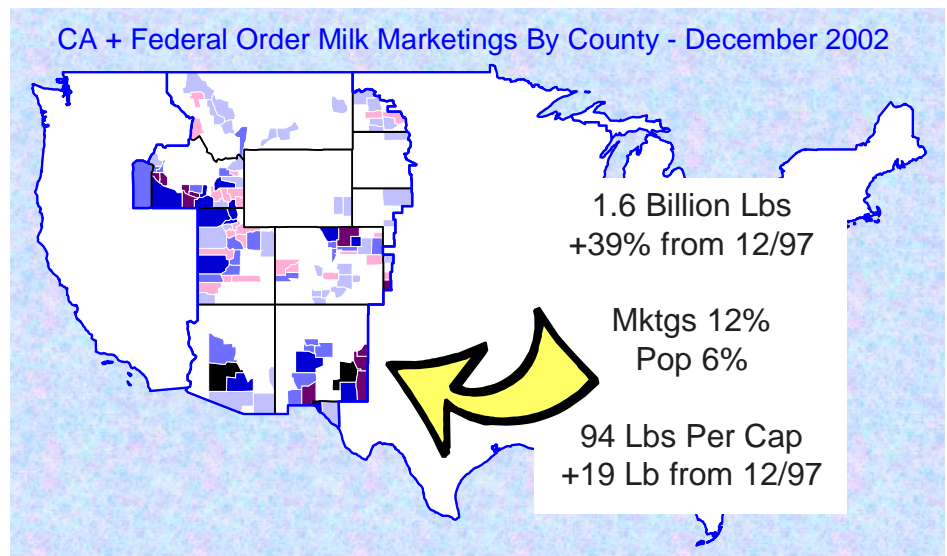 CA + Federal Order Milk Marketings By County - December 2002
1.6 Billion Lbs
+39% from 12/97
Mktgs 12%
Pop 6%
94 Lbs Per Cap
+19 Lb from 12/97